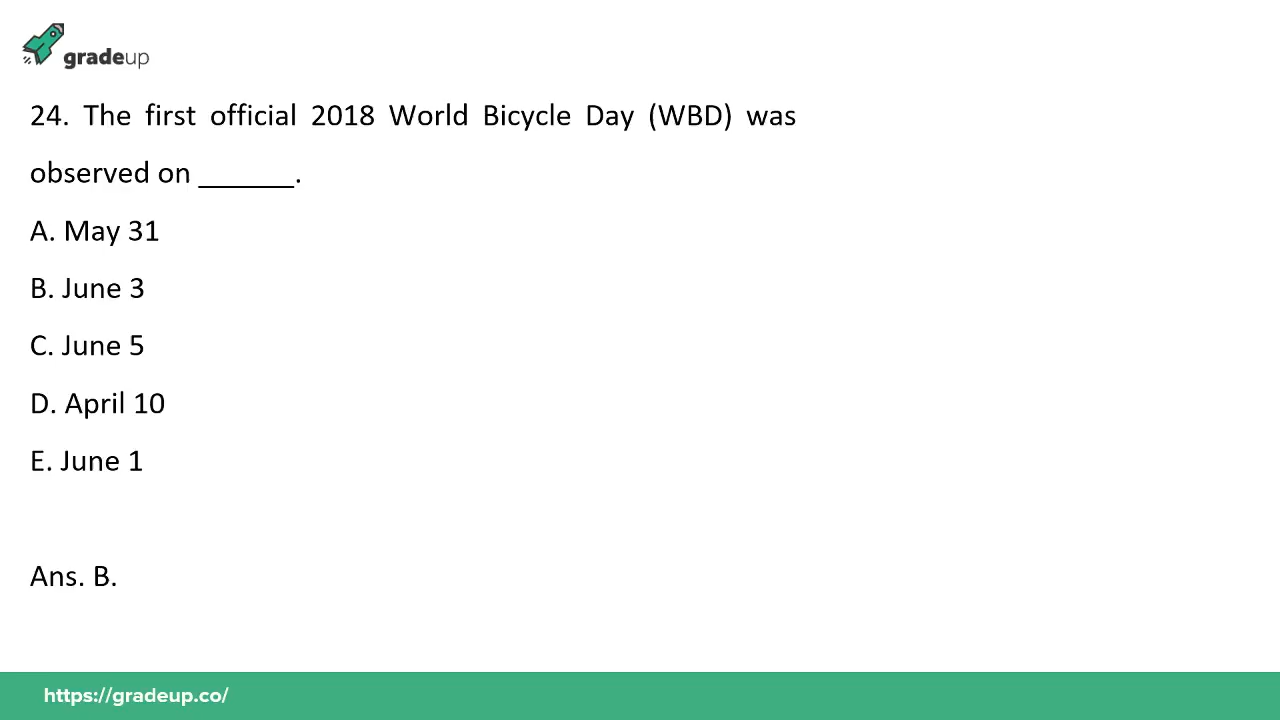 gradeup
24. The first official 2018 World Bicycle Day (WBD) was
observed on ______.
A. May 31
B. June 3
C. June 5
D. April 10
E. June 1
Ans. B.
https://gradeup.co/